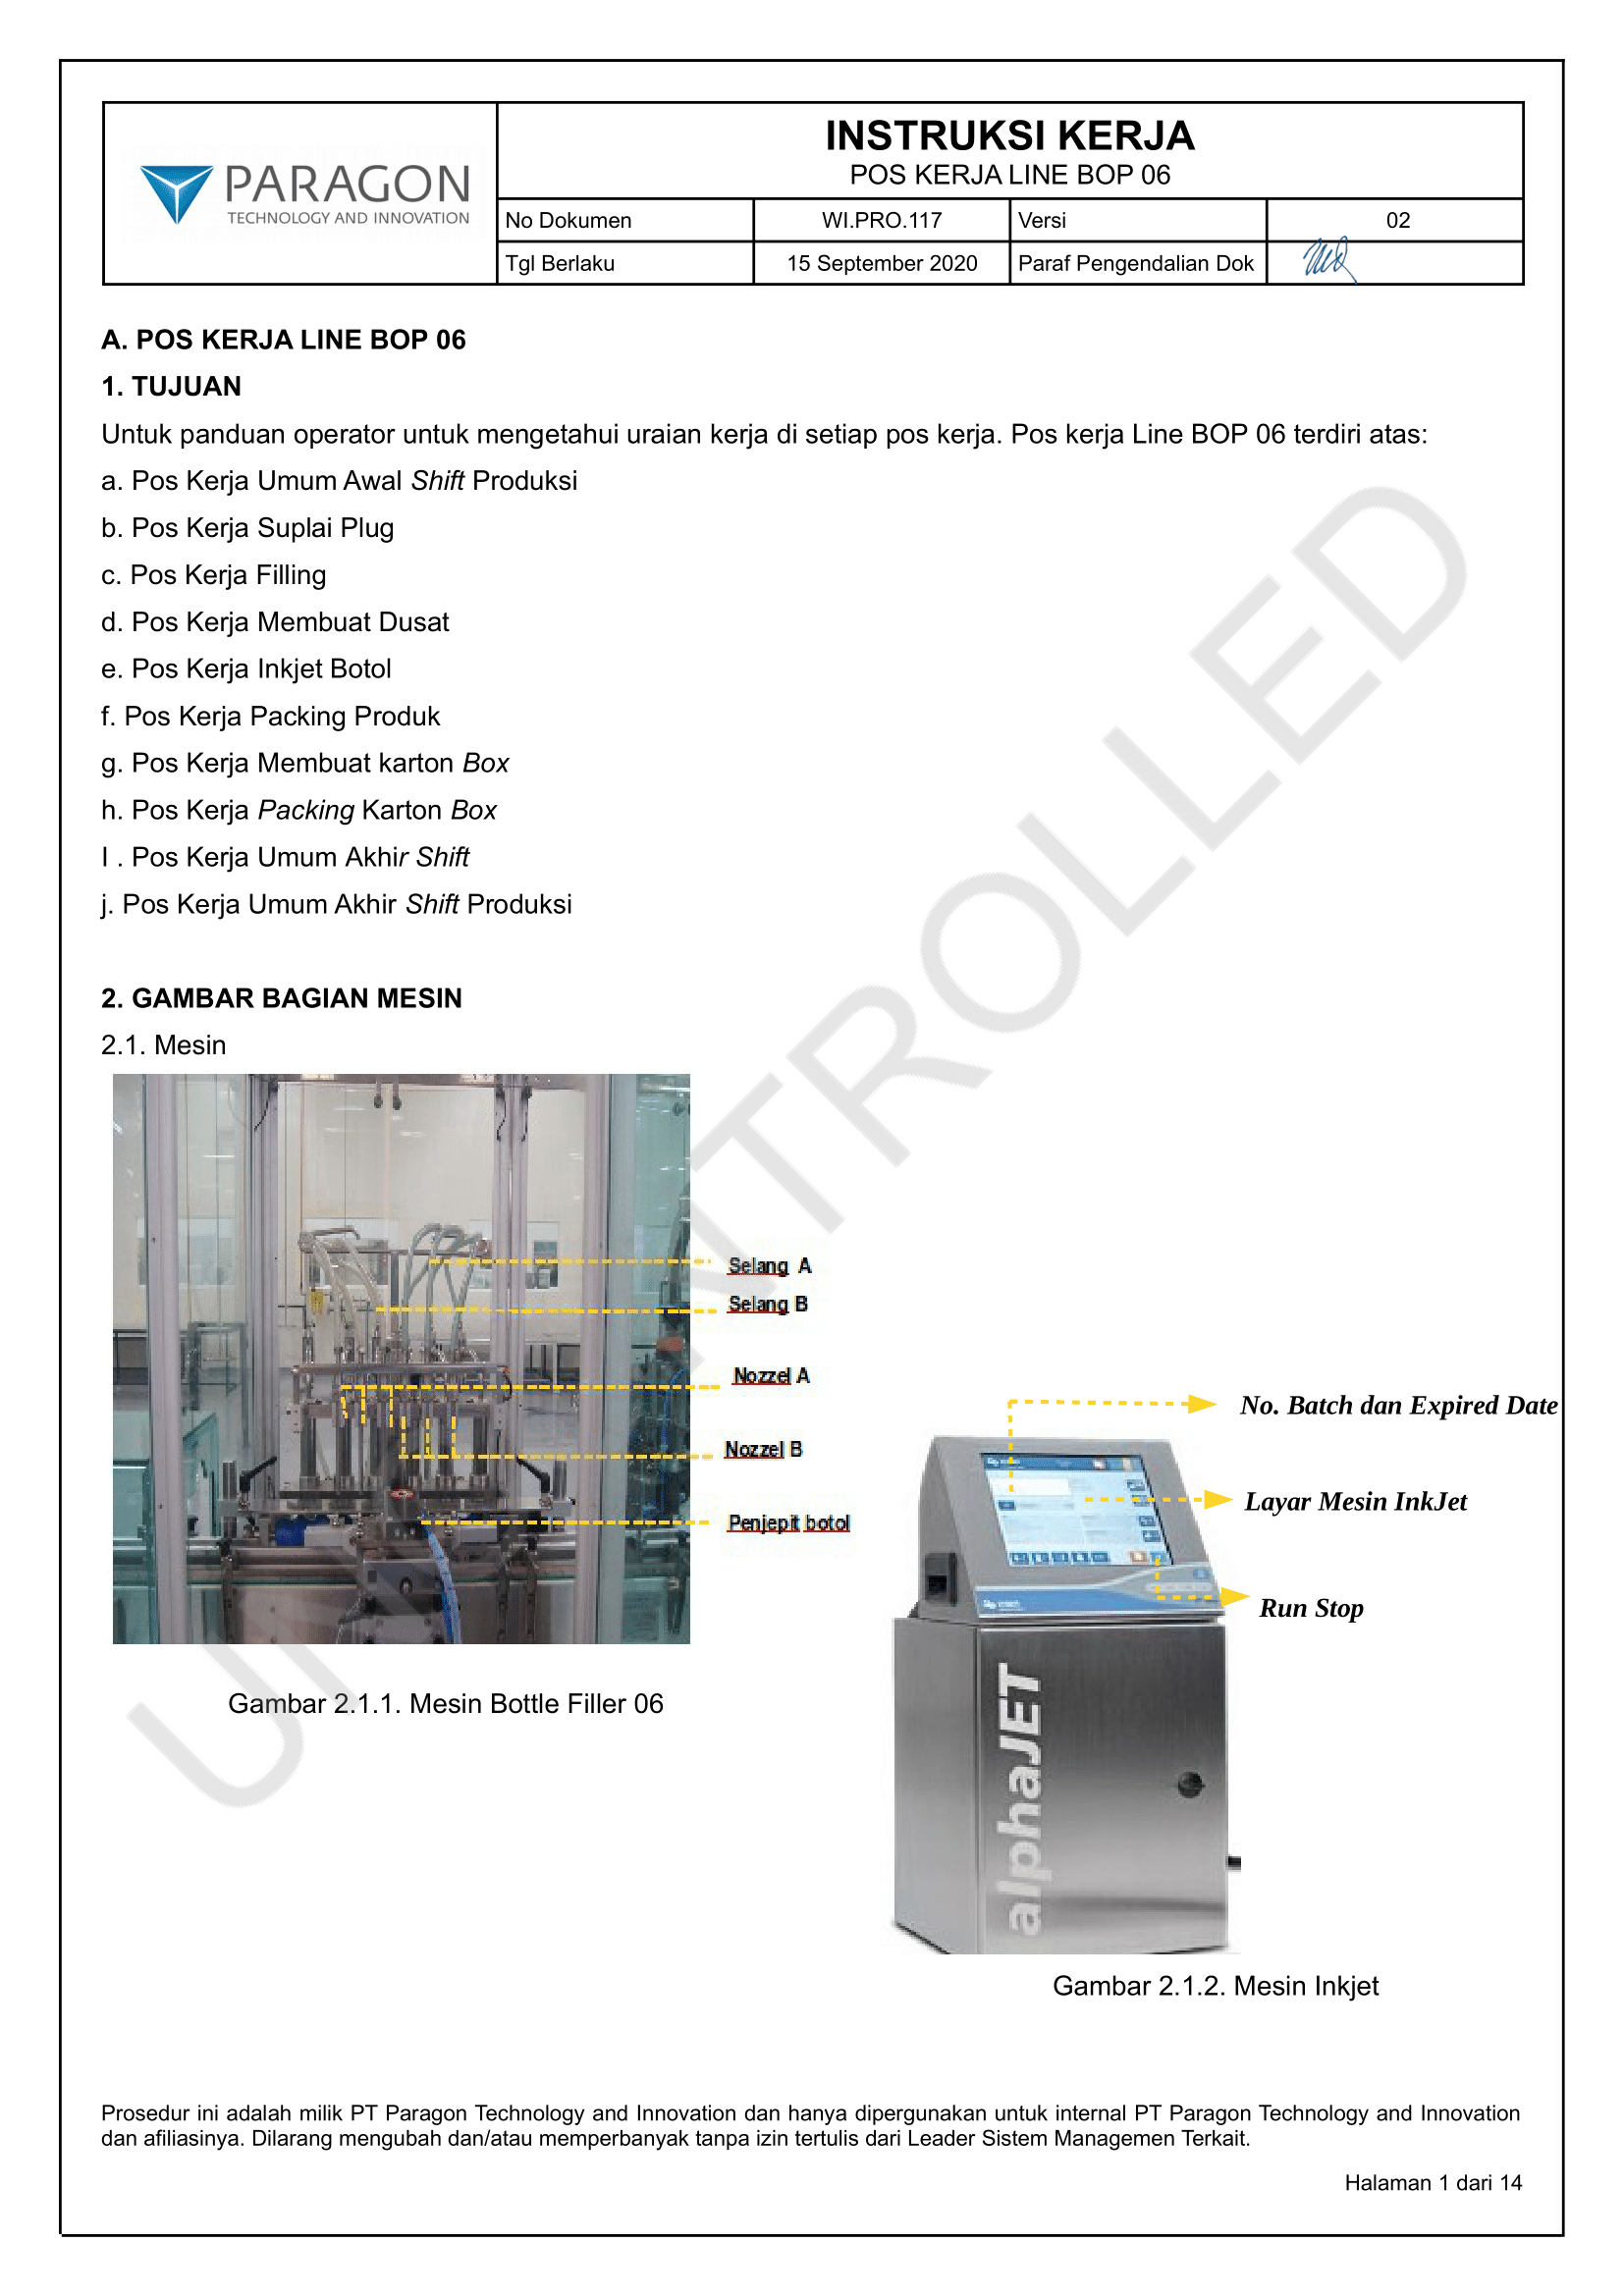 PARAGON
TECHNOLOGY AND INNOVATION
INSTRUKSI KERJA
POS KERJA LINE BOP 06
No Dokumen WI.PRO.117 Versi 02
Tgl Berlaku 15 September 2020 Paraf Pengendalian Dok
A. POS KERJA LINE BOP 06
1. TUJUAN
Untuk panduan operator untuk mengetahui uraian kerja di setiap pos kerja. Pos kerja Line BOP 06 terdiri atas:
a. Pos Kerja Umum Awal Shift Produksi
b. Pos Kerja Suplai Plug
c. Pos Kerja Filling
d. Pos Kerja Membuat Dusat
e. Pos Kerja Inkjet Botol
f. Pos Kerja Packing Produk
g. Pos Kerja Membuat karton Box
h. Pos Kerja Packing Karton Box
I . Pos Kerja Umum Akhir Shift
j. Pos Kerja Umum Akhir Shift Produksi
2. GAMBAR BAGIAN MESIN
2.1. Mesin
Selang A
Selang B
Nozzel A
Nozzel B
Penjepit botol
No. Batch dan Expired Date
Layar Mesin InkJet
Run Stop
alphaJET
Gambar 2.1.1. Mesin Bottle Filler 06
Gambar 2.1.2. Mesin Inkjet
UNCONTROLLED
Prosedur ini adalah milik PT Paragon Technology and Innovation dan hanya dipergunakan untuk internal PT Paragon Technology and Innovation
dan afiliasinya. Dilarang mengubah dan/atau memperbanyak tanpa izin tertulis dari Leader Sistem Managemen Terkait.
Halaman 1 dari 14